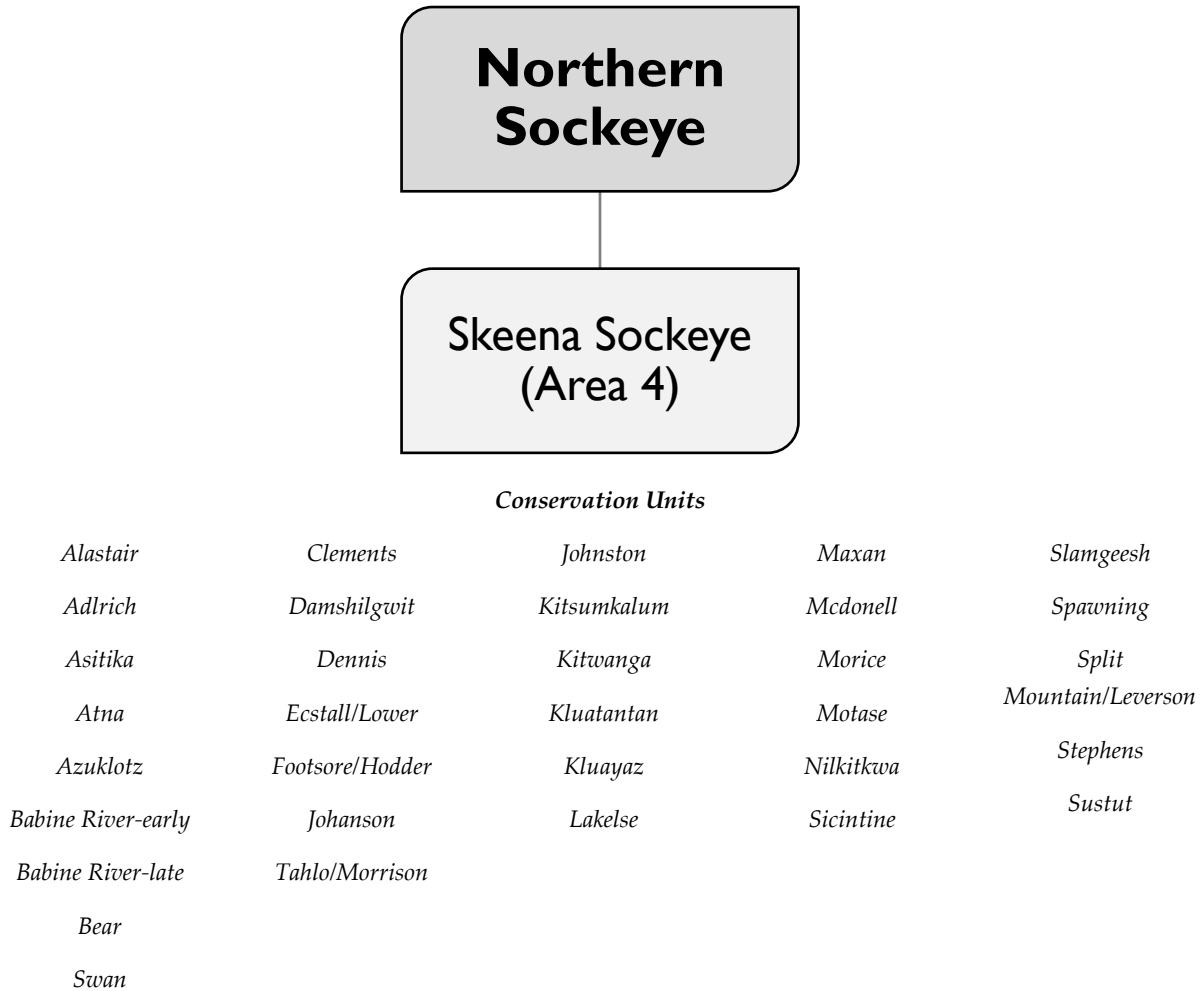 Northern
Sockeye
Skeena Sockeye
(Area 4)
Conservation Units
Alastair
Adlrich
Asitika
Atna
Azuklotz
Babine River-early
Babine River-late
Bear
Swan
Clements
Damshilgwit
Dennis
Ecstall/Lower
Footsore/Hodder
Johanson
Tahlo/Morrison
Johnston
Kitsumkalum
Kitwanga
Kluatantan
Kluayaz
Lakelse
Maxan
Mcdonell
Morice
Motase
Nilkitkwa
Sicintine
Slamgeesh
Spawning
Split
Mountain/Leverson
Stephens
Sustut